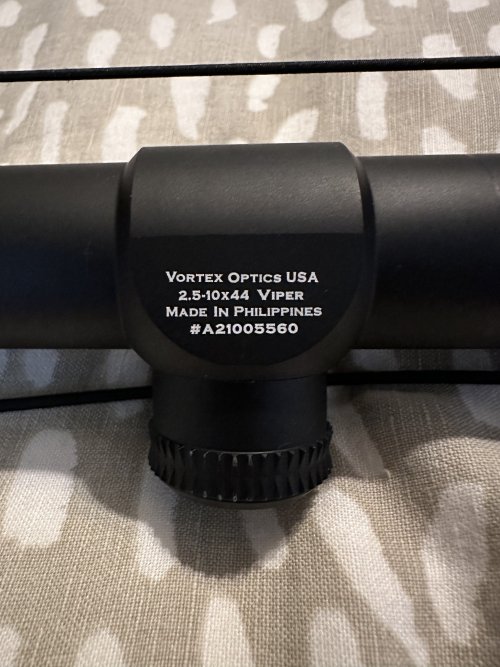 Vortex Optics USA
2.5-10x44 Viper
Made In Philippines
#A21005560